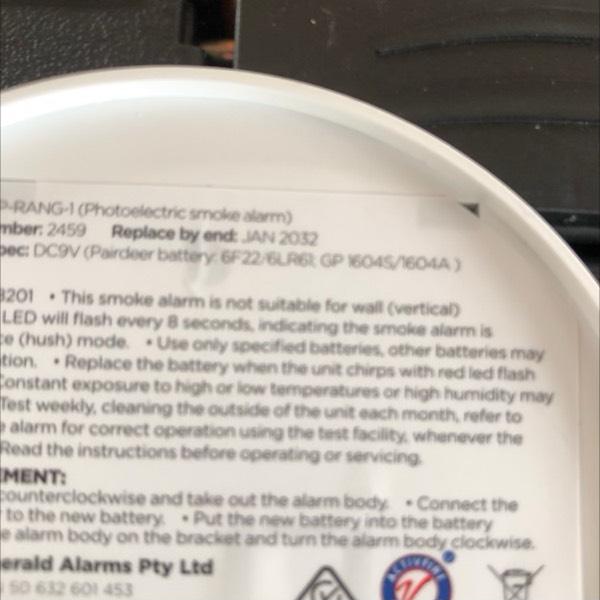 P-RANG-1 (Photoelectric smoke alarm)
mber: 2459 Replace by end: JAN 2032
pec: DC9V (Pairdeer battery: 6F22/6LR61; GP 1604S/1604A )
3201 • This smoke alarm is not suitable for wall (vertical)
LED will flash every 8 seconds, indicating the smoke alarm is
ce (hush) mode. • Use only specified batteries, other batteries may
tion. • Replace the battery when the unit chirps with red led flash
Constant exposure to high or low temperatures or high humidity may
Test weekly, cleaning the outside of the unit each month, refer to
e alarm for correct operation using the test facility, whenever the
Read the instructions before operating or servicing.
MENT:
counterclockwise and take out the alarm body. • Connect the
to the new battery. • Put the new battery into the battery
e alarm body on the bracket and turn the alarm body clockwise.
erald Alarms Pty Ltd
50 632 601 453
ACTIVFIRE